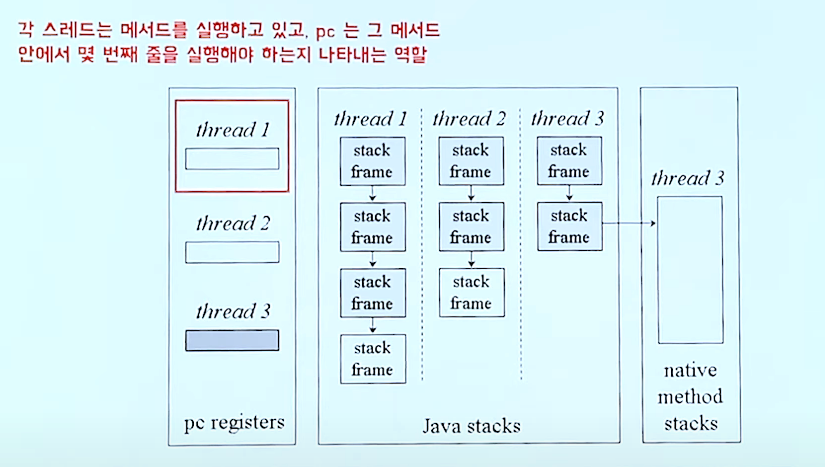 각 스레드는 메서드를 실행하고 있고, pc 는 그 메서드
안에서 몇 번째 줄을 실행해야 하는지 나타내는 역할
thread 1
thread 2
thread 3
pc registers
thread 1
stack
frame
stack
frame
stack
frame
stack
frame
thread 2
stack
frame
stack
frame
stack
frame
thread 3
stack
frame
stack
frame
Java stacks
thread 3
native
method
stacks